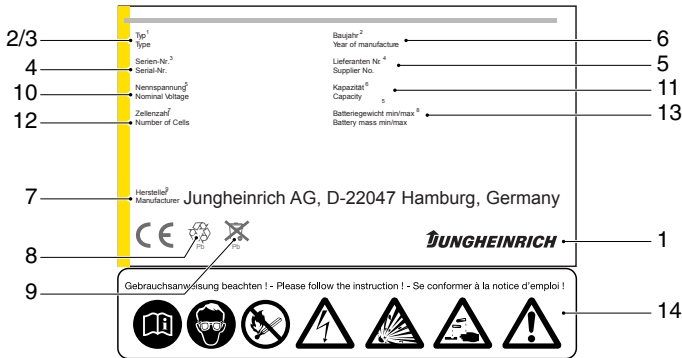 2/3
Typ1
Type
Baujahr2
Year of manufacture
6
4
Serien-Nr.3
Serial-Nr.
Lieferanten Nr.4
Supplier No.
5
10
Nennspannung5
Nominal Voltage
Kapazität6
Capacity
5
11
12
Zellenzahl7
Number of Cells
Batteriegewicht min/max8
Battery mass min/max
13
7
Hersteller9
Manufacturer
Jungheinrich AG, D-22047 Hamburg, Germany
CE
Pb
Pb
JUNGHEINRICH
1
8
9
Gebrauchsanweisung beachten ! - Please follow the instruction ! - Se conformer à la notice d'emploi !
14